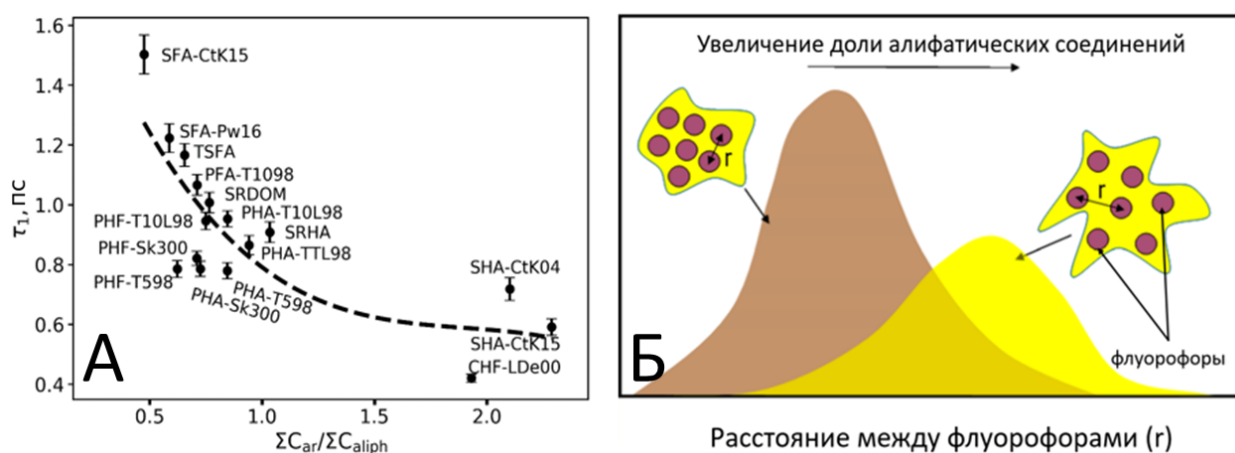 1.6
1.4
1.2
1.0
0.8
0.6
0.4
τ₁, пс
SFA-CtK15
SFA-Pw16
TSFA
PFA-T1098
SRDOM
PHF-T10L98
PHA-T10L98
SRHA
PHF-Sk300
PHA-TTL98
PHF-T598
PHA-T598
PHA-Sk300
SHA-CtK04
SHA-CtK15
CHF-LDe00
А
0.5
1.0
1.5
2.0
ΣCar/ΣCaliph
Увеличение доли алифатических соединений
r
r
флуорофоры
Б
Расстояние между флуорофорами (r)